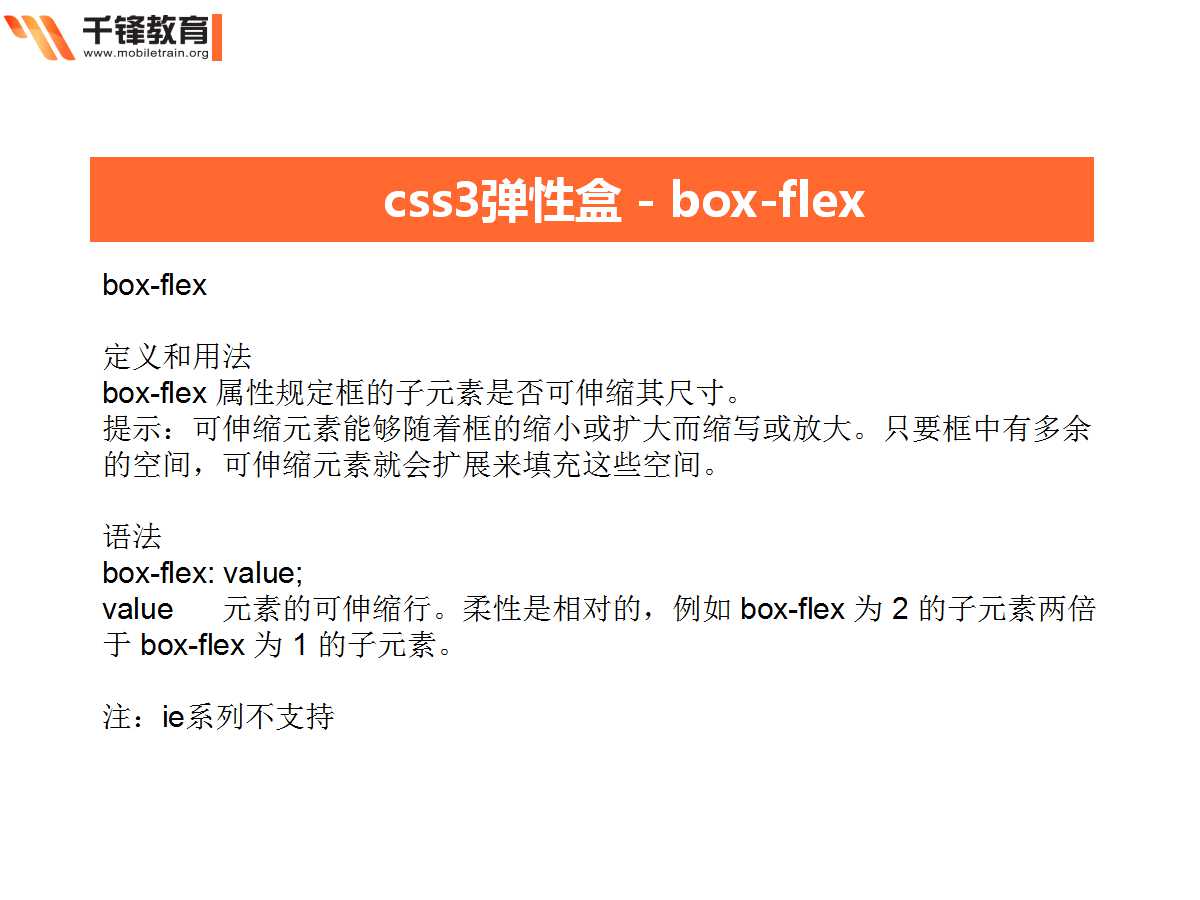 千锋教育
www.mobiletrain.org
css3弹性盒 - box-flex
box-flex
定义和用法
box-flex 属性规定框的子元素是否可伸缩其尺寸。
提示：可伸缩元素能够随着框的缩小或扩大而缩写或放大。只要框中有多余
的空间，可伸缩元素就会扩展来填充这些空间。
语法
box-flex: value;
value 元素的可伸缩行。柔性是相对的，例如 box-flex 为 2 的子元素两倍
于 box-flex 为 1 的子元素。
注：ie系列不支持